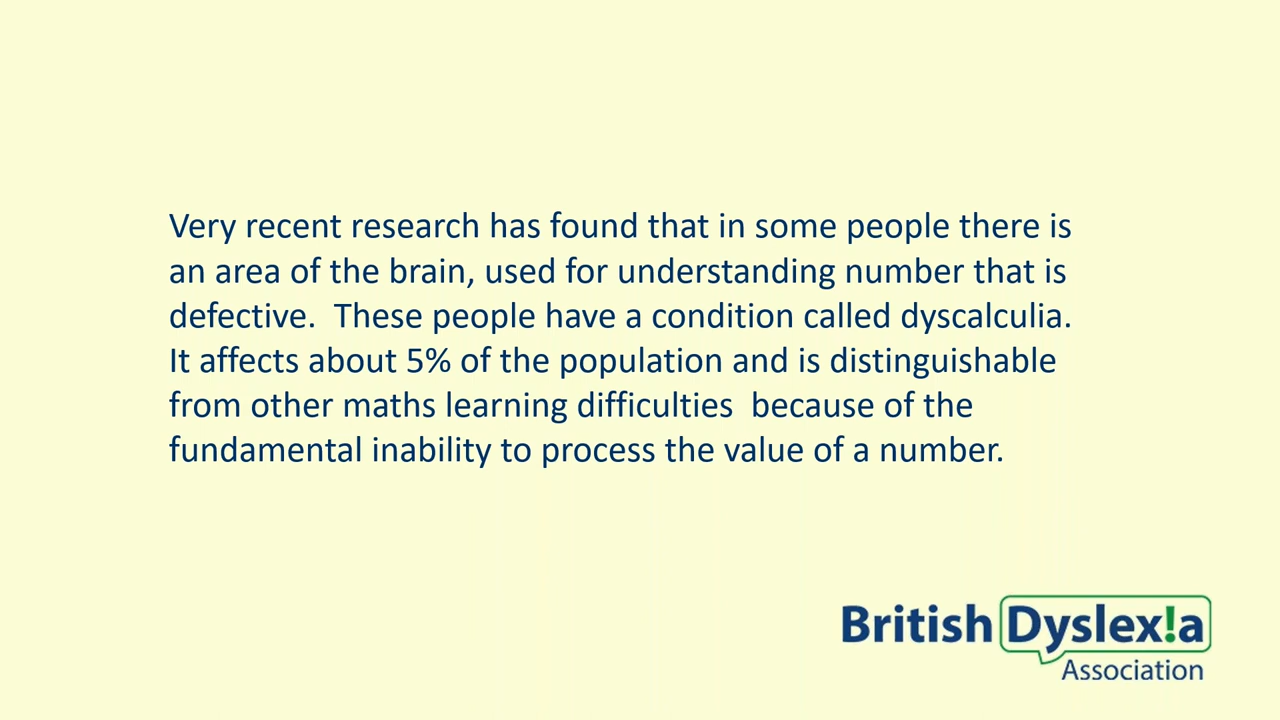 Very recent research has found that in some people there is
an area of the brain, used for understanding number that is
defective.  These people have a condition called dyscalculia.
It affects about 5% of the population and is distinguishable
from other maths learning difficulties  because of the
fundamental inability to process the value of a number.
British Dyslex!a
Association